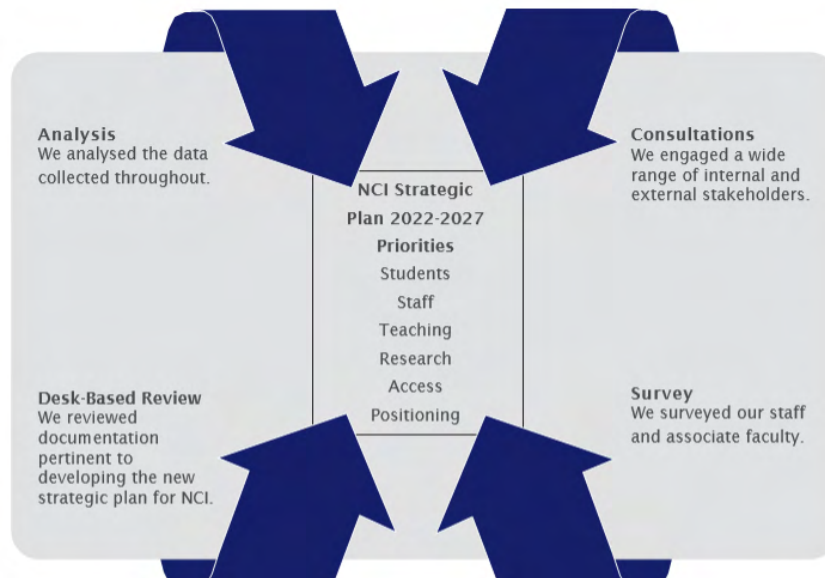 Analysis
We analysed the data
collected throughout.
Consultations
We engaged a wide
range of internal and
external stakeholders.
NCI Strategic
Plan 2022-2027
Priorities
Students
Staff
Teaching
Research
Access
Positioning
Desk-Based Review
We reviewed
documentation
pertinent to
developing the new
strategic plan for NCI.
Survey
We surveyed our staff
and associate faculty.